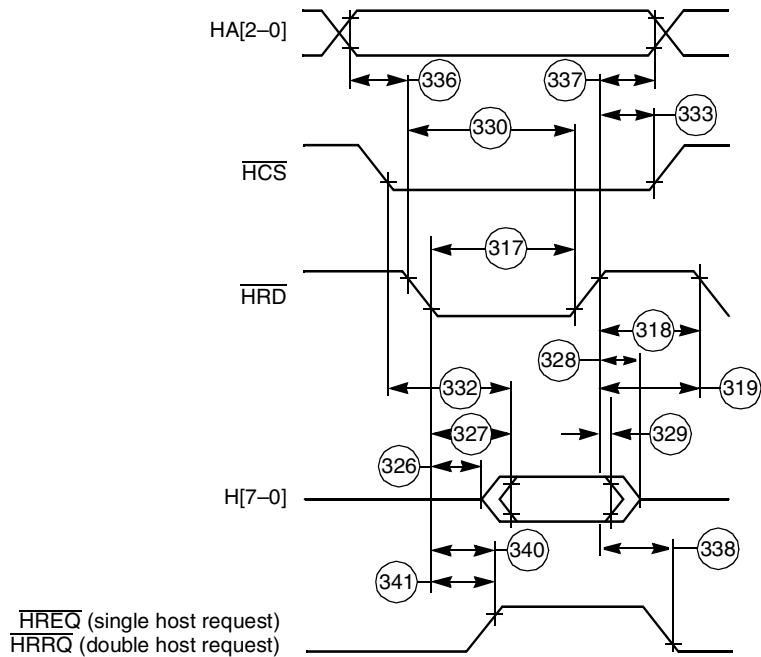 HA[2–0]
336
337
333
330
HCS
317
HRD
318
328
332
319
327
329
326
H[7–0]
340
338
341
HREQ (single host request)
HRRQ (double host request)